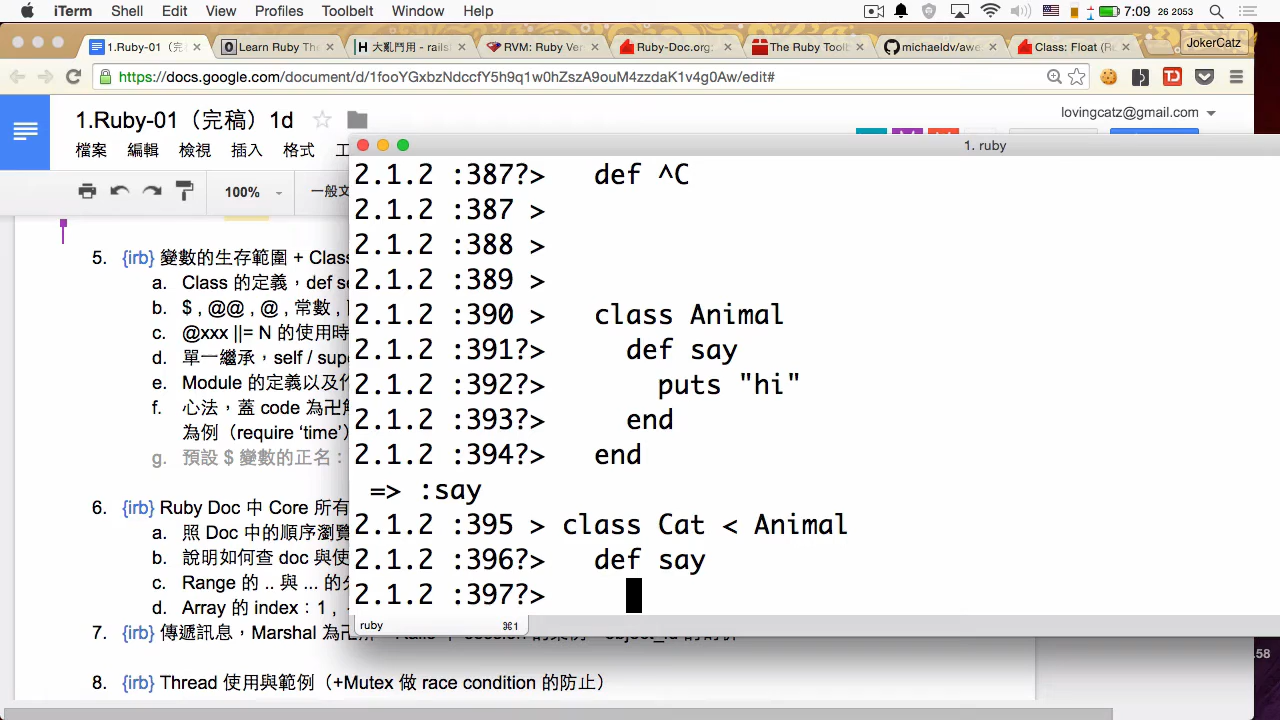 iTerm Shell Edit View Profiles Toolbelt Window Help 7:09 26 2053
1.Ruby-01（完 Learn Ruby The 大亂鬥用 - rails RVM: Ruby Ver Ruby-Doc.org The Ruby Toolb michaeldv/awe Class: Float (Ru JokerCatz
https://docs.google.com/document/d/1fooYGxbzNdscfY5h9q1w0hZszA9ouM4zzdaK1v4g0Aw/edit#
1.Ruby-01（完稿）1d
lovingcatz@gmail.com
檔案 編輯 檢視 插入 格式
100% 一般文
5. {irb} 變數的生存範圍 + Class
a. Class 的定義，def se
b. $ , @@ , @ , 常數 ,
c. @xxx ||= N 的使用時
d. 單一繼承，self / supe
e. Module 的定義以及作
f. 心法，蓋 code 為卍解
為例（require ‘time’）
g. 預設 $ 變數的正名：
6. {irb} Ruby Doc 中 Core 所有
a. 照 Doc 中的順序瀏覽
b. 說明如何查 doc 與使
c. Range 的 .. 與 ... 的
d. Array 的 index：1 ,
7. {irb} 傳遞訊息，Marshal 為卍解
8. {irb} Thread 使用與範例（+Mutex 做 race condition 的防止）
1. ruby
2.1.2 :387?> def ^C
2.1.2 :387 >
2.1.2 :388 >
2.1.2 :389 >
2.1.2 :390 > class Animal
2.1.2 :391?> def say
2.1.2 :392?> puts "hi"
2.1.2 :393?> end
2.1.2 :394?> end
=> :say
2.1.2 :395 > class Cat < Animal
2.1.2 :396?> def say
2.1.2 :397?>
ruby ⌘1
.58